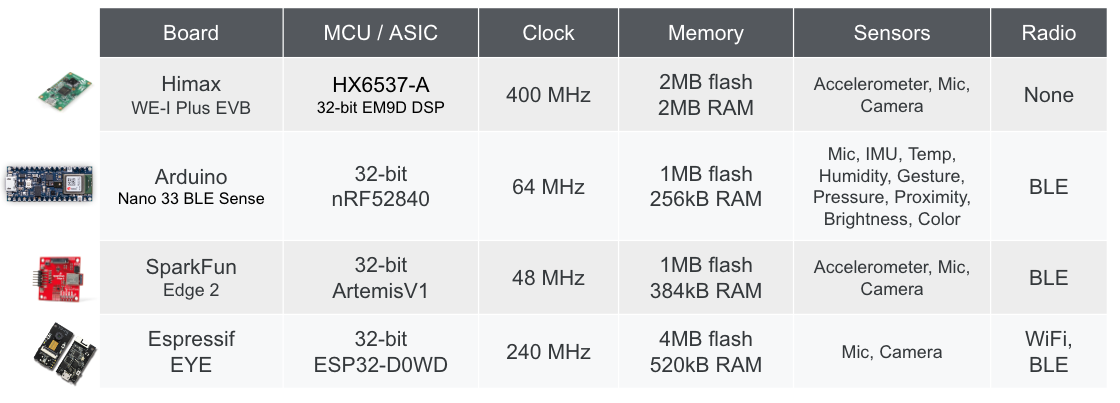 Board MCU / ASIC Clock Memory Sensors Radio
Himax
WE-I Plus EVB
HX6537-A
32-bit EM9D DSP
400 MHz
2MB flash
2MB RAM
Accelerometer, Mic,
Camera
None
Arduino
Nano 33 BLE Sense
32-bit
nRF52840
64 MHz
1MB flash
256kB RAM
Mic, IMU, Temp,
Humidity, Gesture,
Pressure, Proximity,
Brightness, Color
BLE
SparkFun
Edge 2
32-bit
ArtemisV1
48 MHz
1MB flash
384kB RAM
Accelerometer, Mic,
Camera
BLE
Espressif
EYE
32-bit
ESP32-D0WD
240 MHz
4MB flash
520kB RAM
Mic, Camera
WiFi,
BLE